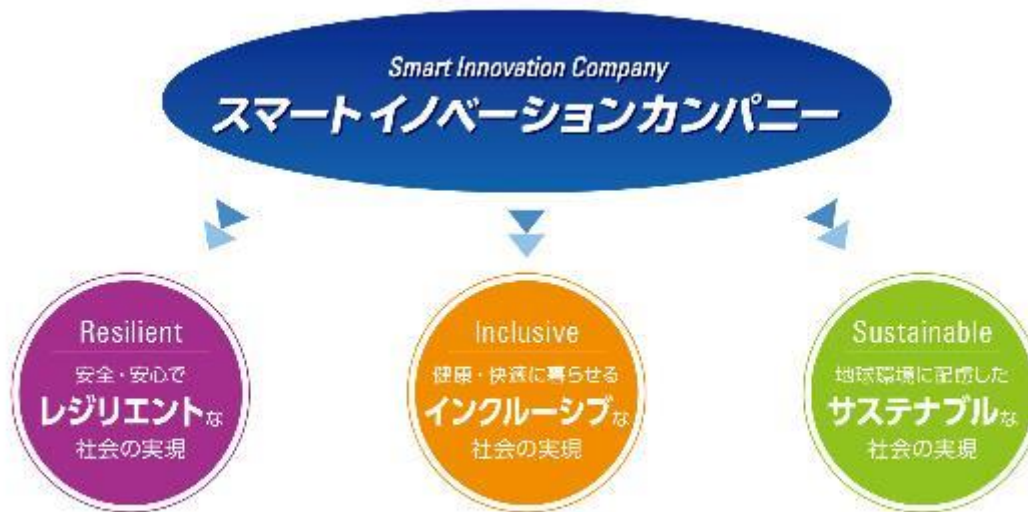 Smart Innovation Company
スマートイノベーションカンパニー
Resilient
安全・安心で
レジリエントな
社会の実現
Inclusive
健康・快適に暮らせる
インクルーシブな
社会の実現
Sustainable
地球環境に配慮した
サステナブルな
社会の実現